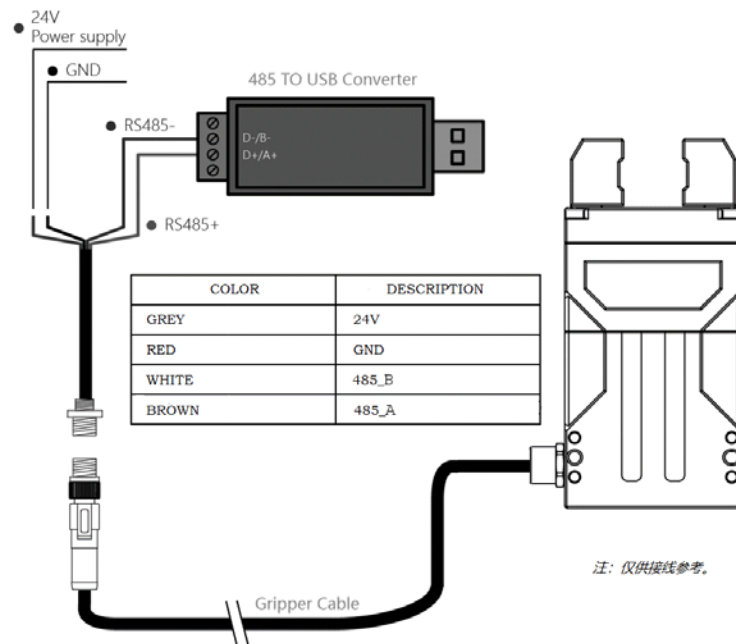 24V
Power supply
GND
485 TO USB Converter
RS485-
D-/B-
D+/A+
RS485+
COLOR DESCRIPTION
GREY 24V
RED GND
WHITE 485_B
BROWN 485_A
注：仅供接线参考。
Gripper Cable